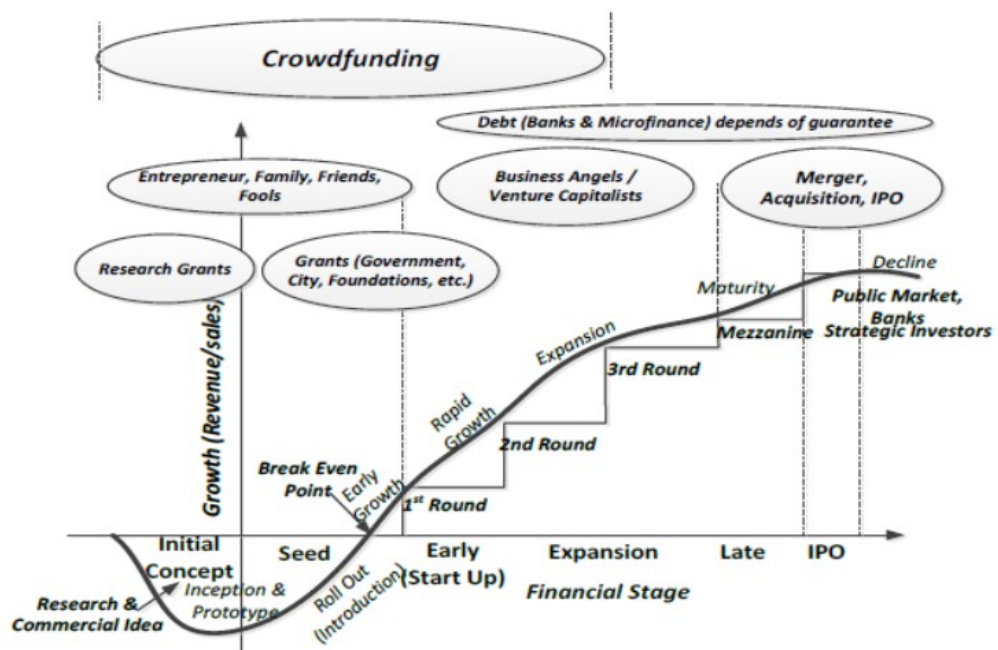 Crowdfunding
Debt (Banks & Microfinance) depends of guarantee
Entrepreneur, Family, Friends,
Fools
Business Angels /
Venture Capitalists
Merger,
Acquisition, IPO
Research Grants
Grants (Government,
City, Foundations, etc.)
Growth (Revenue/sales)
Decline
Maturity
Public Market,
Banks
Strategic Investors
Mezzanine
Expansion
3rd Round
Rapid
Growth
2nd Round
Break Even
Point
Early
Growth
1st Round
Initial
Concept
Seed
Early
(Start Up)
Expansion
Late
IPO
Financial Stage
Research &
Commercial Idea
Inception &
Prototype
Roll Out
(Introduction)